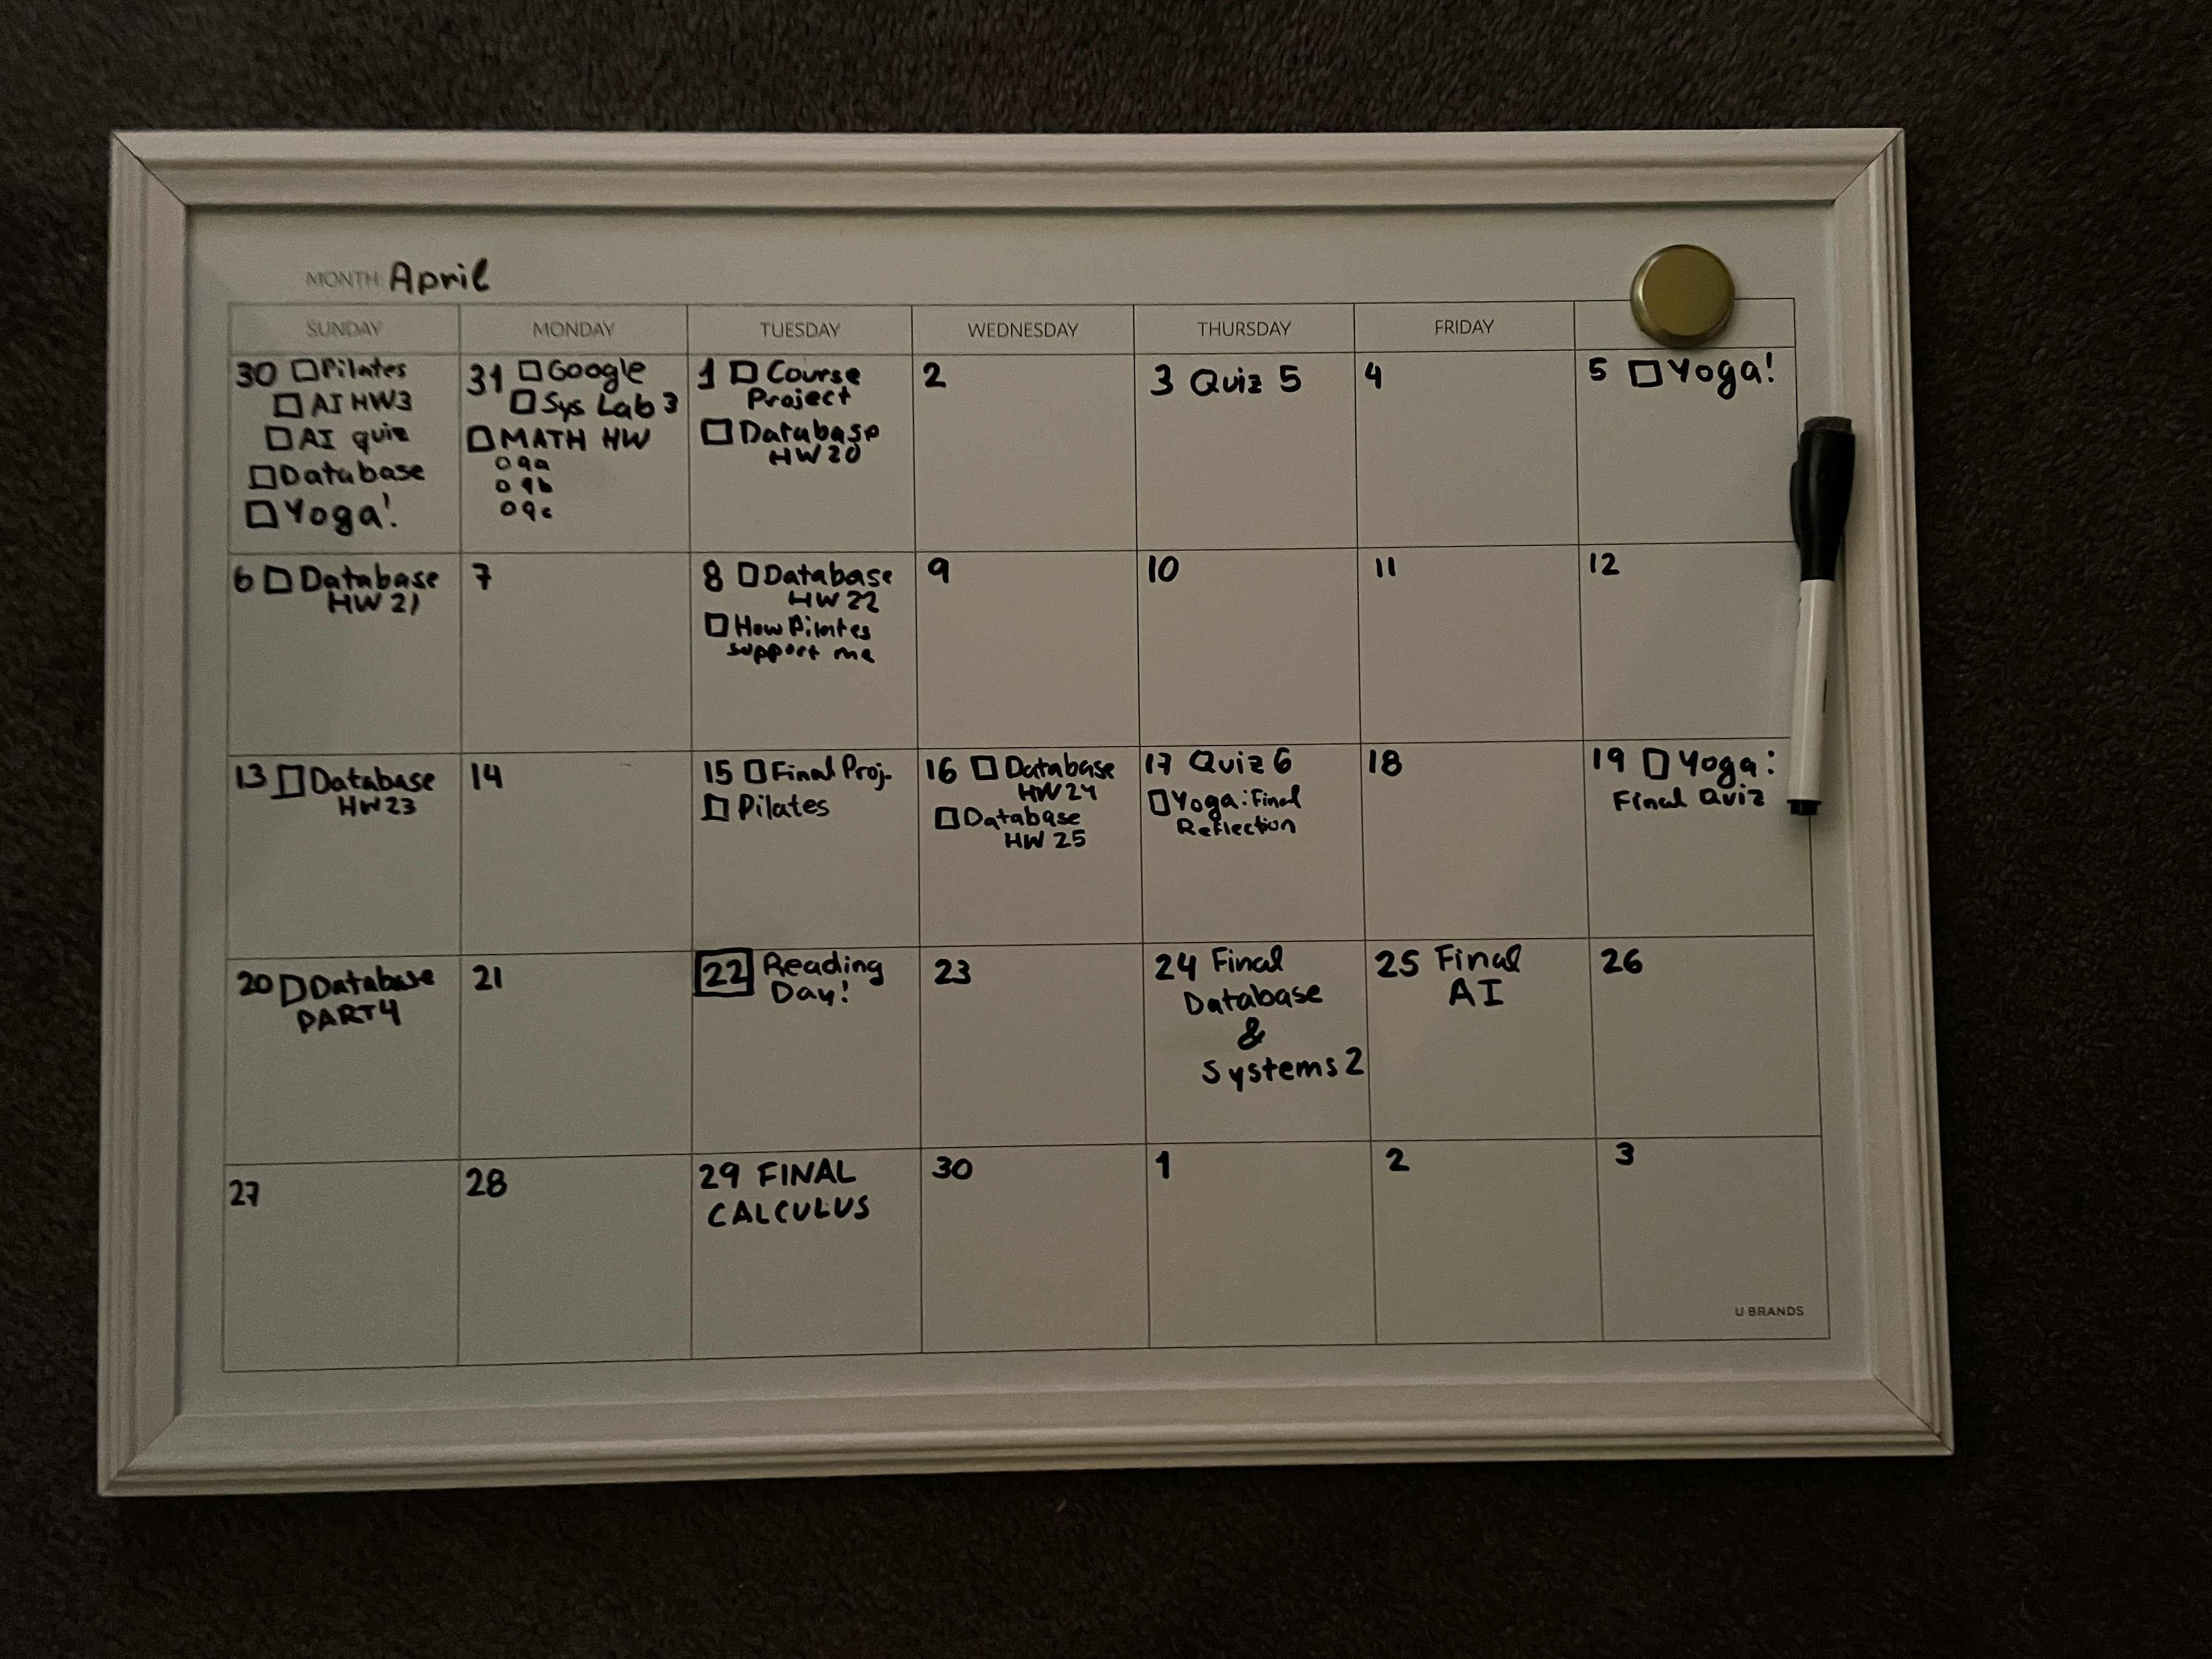 MONTH April
SUNDAY MONDAY TUESDAY WEDNESDAY THURSDAY FRIDAY
30 Pilates
AI HW3
AI quiz
Database
Yoga!
31 Google
Sys Lab 3
MATH HW
9a
9b
9c
1 Course
Project
Database
HW 20
2
3 Quiz 5
4
5 Yoga!
6 Database
HW 21
7
8 Database
HW 22
How Pilates
support me
9
10
11
12
13 Database
HW23
14
15 Final Proj.
Pilates
16 Database
HW 24
Database
HW 25
17 Quiz 6
Yoga: Final
Reflection
18
19 Yoga:
Final Quiz
20 Database
PART4
21
22 Reading
Day!
23
24 Final
Database
&
Systems 2
25 Final
AI
26
27
28
29 FINAL
CALCULUS
30
1
2
3
U BRANDS